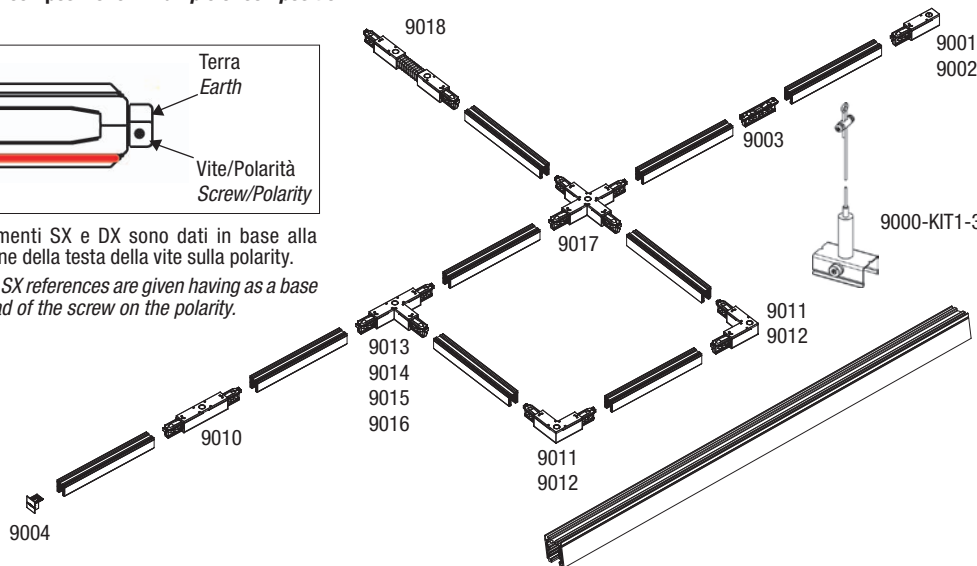 Terra
Earth
Vite/Polarità
Screw/Polarity
menti SX e DX sono dati in base alla
ne della testa della vite sulla polarity.
SX references are given having as a base
d of the screw on the polarity.
9018
9001
9002
9003
9000-KIT1-3
9017
9011
9012
9013
9014
9015
9016
9010
9011
9012
9004